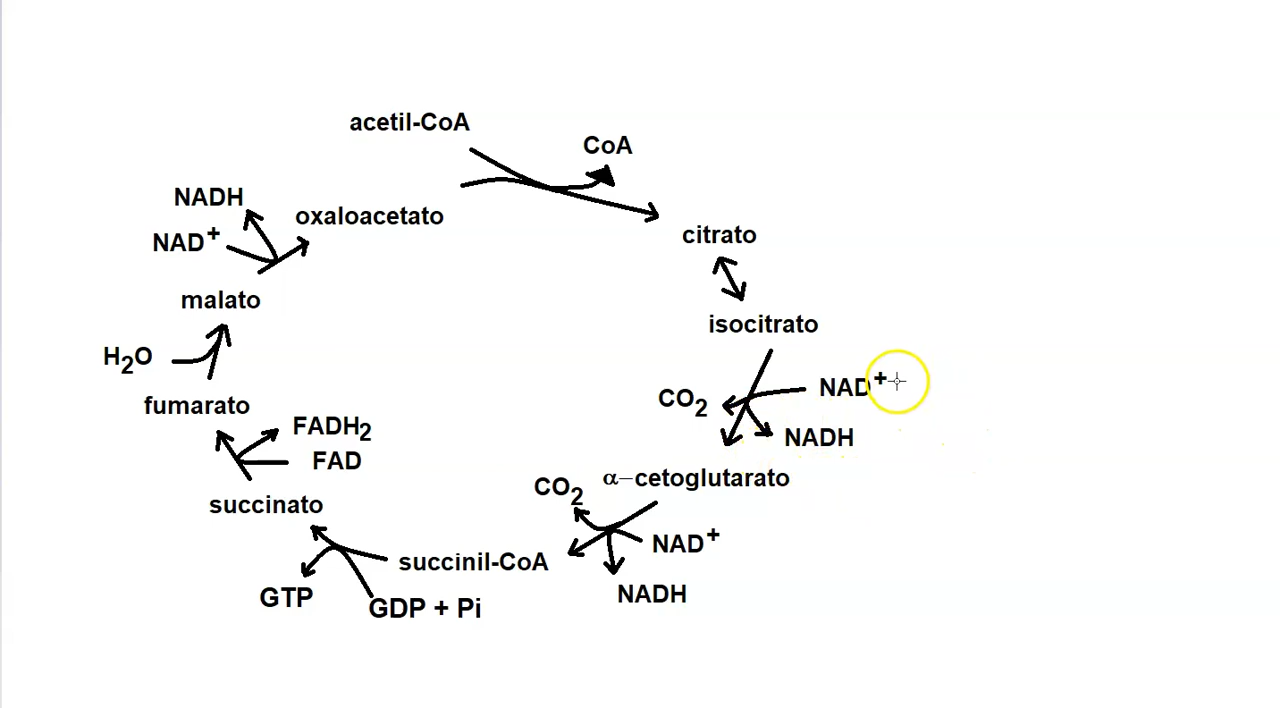 acetil-CoA
CoA
NADH
oxaloacetato
NAD⁺
citrato
malato
isocitrato
H₂O
CO₂
NAD⁺
fumarato
FADH₂
NADH
FAD
α−cetoglutarato
CO₂
succinato
NAD⁺
succinil-CoA
NADH
GTP
GDP + Pi